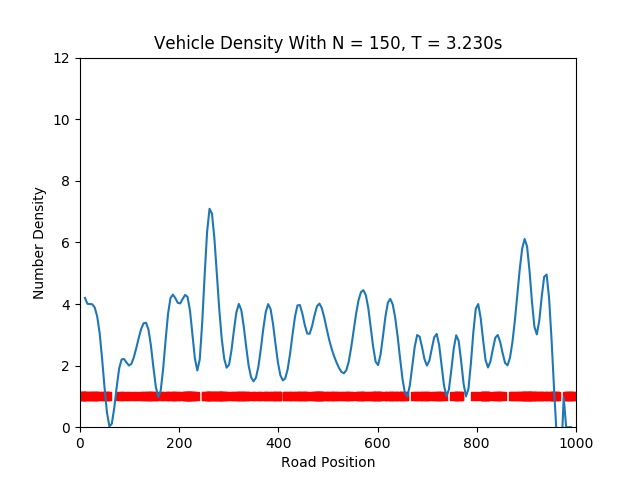 Vehicle Density With N = 150, T = 3.230s
12
10
8
6
4
2
0
Number Density
0 200 400 600 800 1000
Road Position